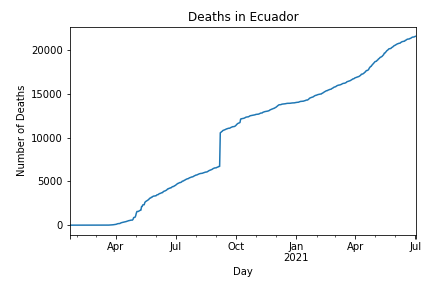 Deaths in Ecuador
Number of Deaths
20000
15000
10000
5000
0
Apr Jul Oct Jan Apr Jul
2021
Day